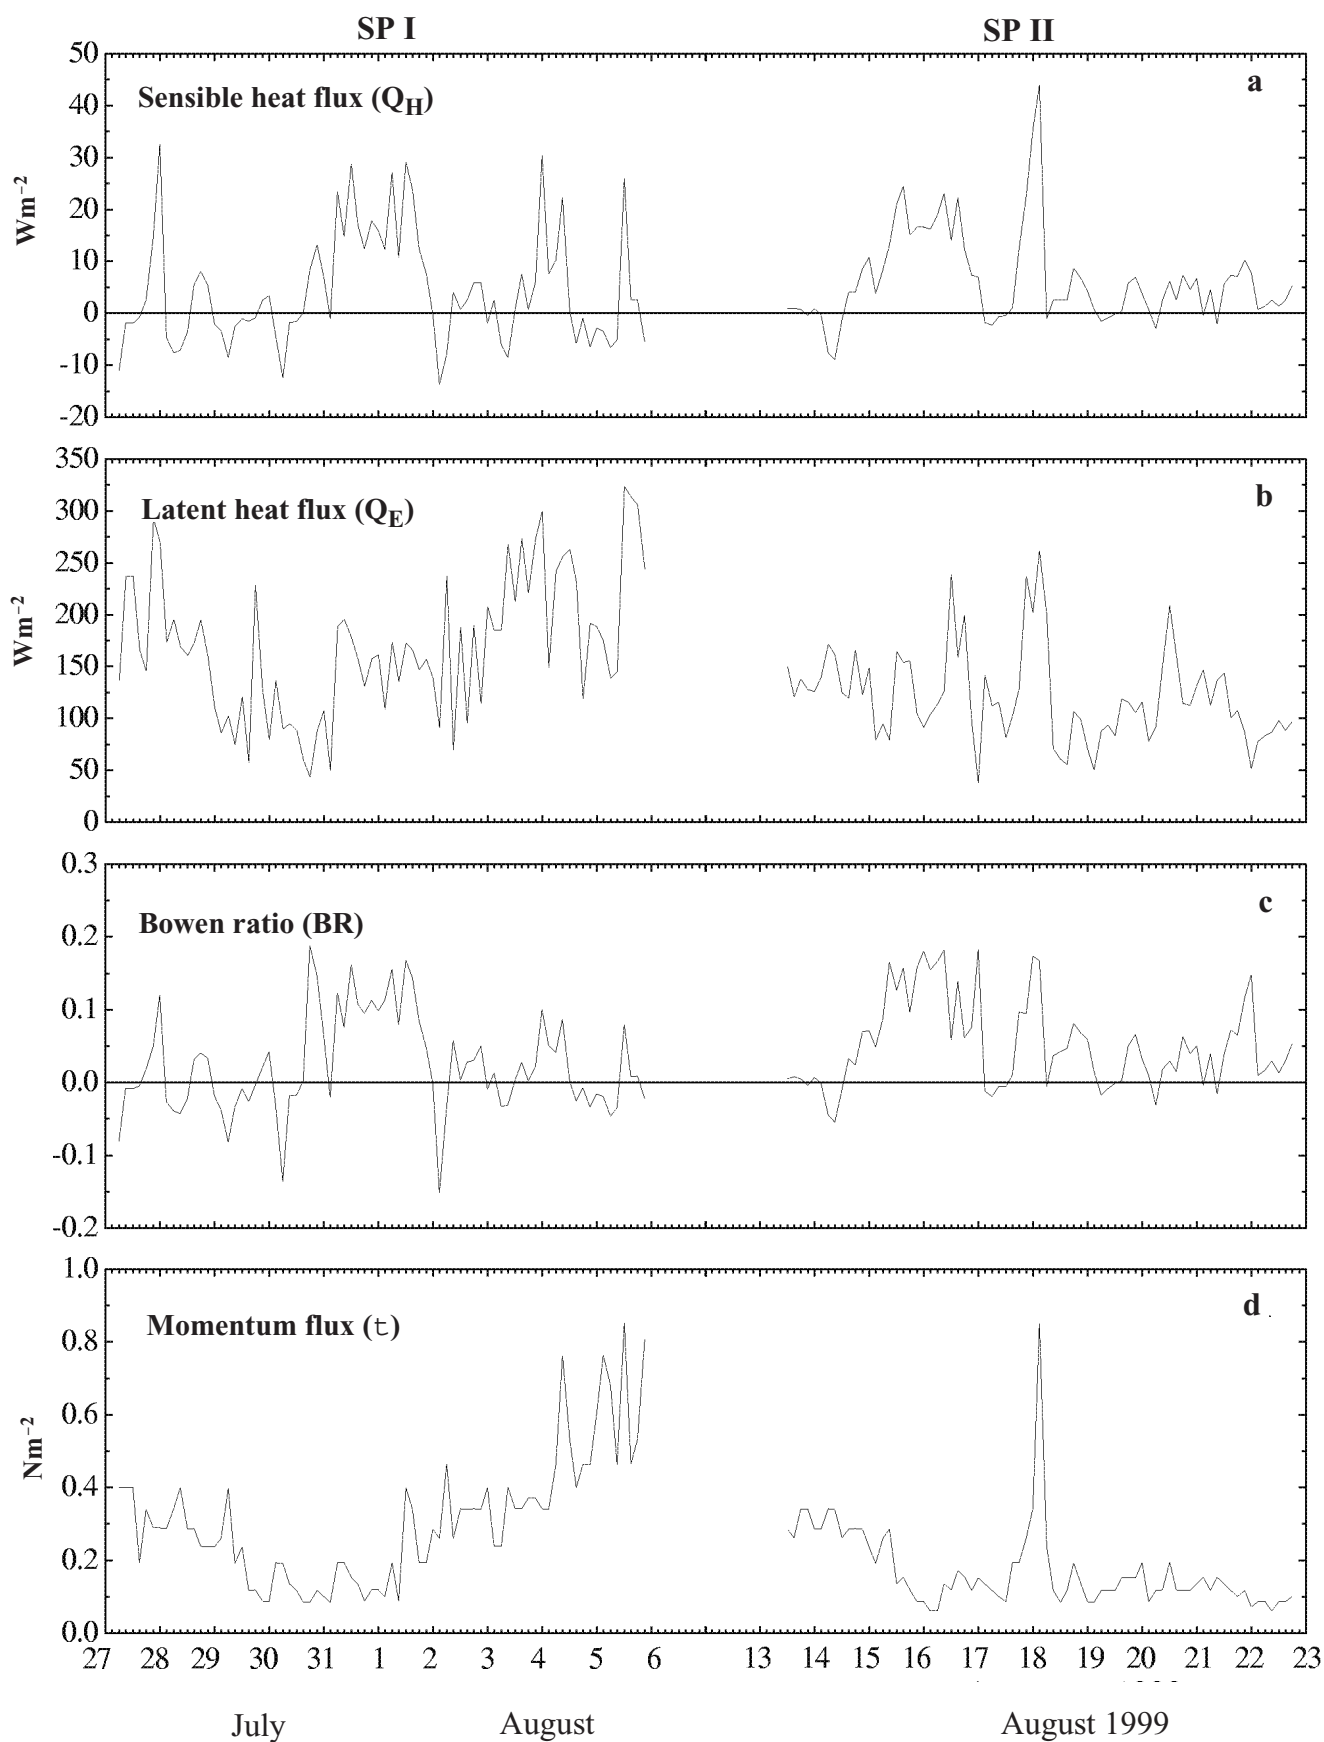 SP I SP II
50
40
30
20
10
0
-10
-20
Wm⁻²
Sensible heat flux (Q_H)
a
350
300
250
200
150
100
50
0
Wm⁻²
Latent heat flux (Q_E)
b
0.3
0.2
0.1
0.0
-0.1
-0.2
Bowen ratio (BR)
c
1.0
0.8
0.6
0.4
0.2
0.0
Nm⁻²
Momentum flux (t)
d
27 28 29 30 31 1 2 3 4 5 6 13 14 15 16 17 18 19 20 21 22 23
July August August 1999